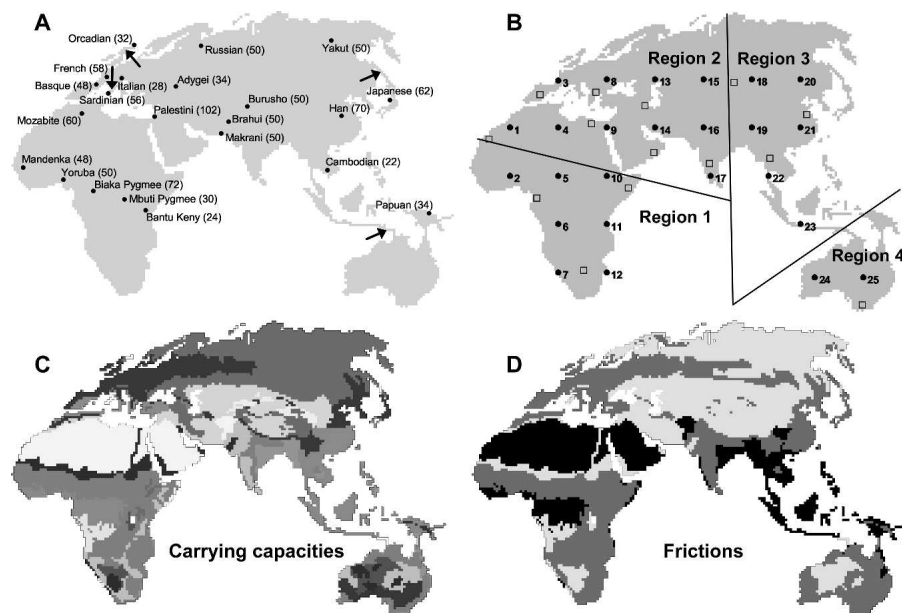 A
Orcadian (32)
Russian (50)
Yakut (50)
French (58)
Italian (28)
Adygei (34)
Basque (48)
Sardinian (56)
Burusho (50)
Japanese (62)
Mozabite (60)
Palestini (102)
Han (70)
Brahui (50)
Makrani (50)
Mandenka (48)
Cambodian (22)
Yoruba (50)
Biaka Pygmee (72)
Mbuti Pygmee (30)
Papuan (34)
Bantu Keny (24)
B
Region 2
Region 3
3
8
13
15
18
20
1
4
9
14
16
19
21
2
5
10
17
22
Region 1
6
11
23
Region 4
7
12
24
25
C
Carrying capacities
D
Frictions